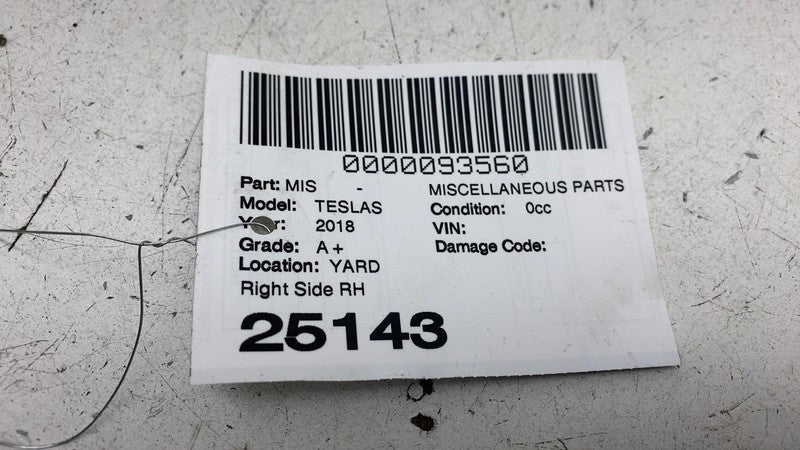 0000093560
Part: MIS - MISCELLANEOUS PARTS
Model: TESLAS Condition: 0cc
Year: 2018 VIN:
Grade: A+ Damage Code:
Location: YARD
Right Side RH
25143